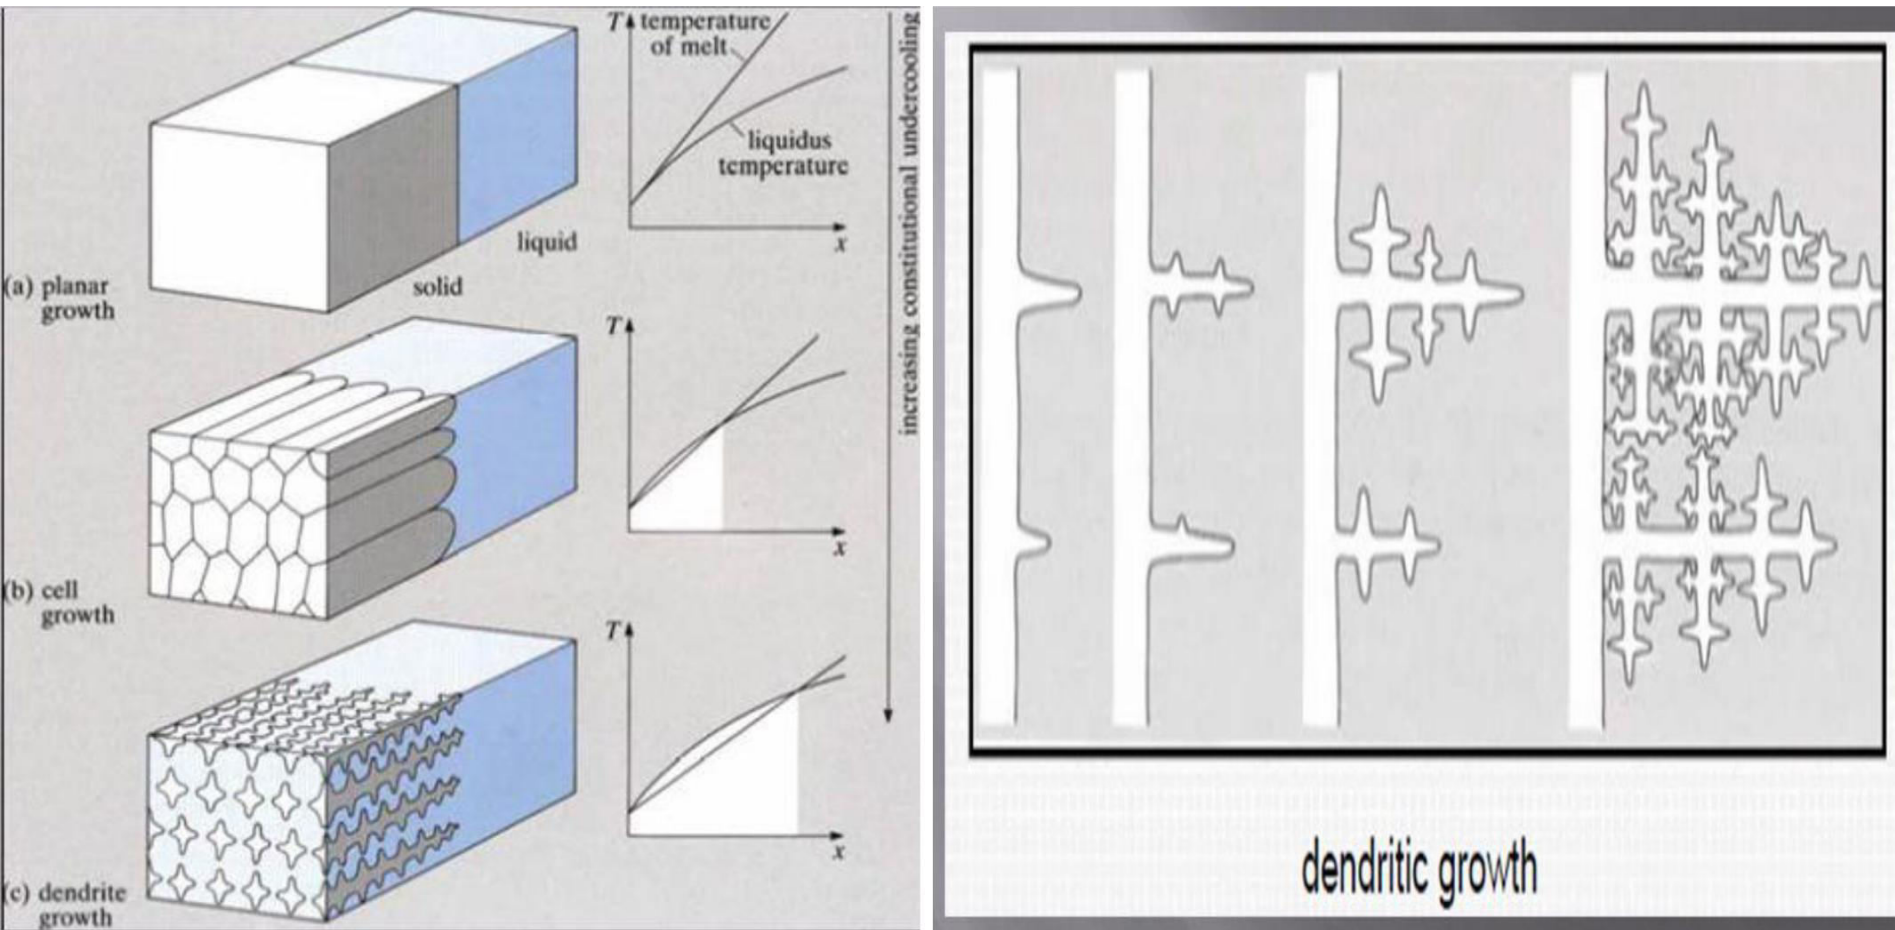 T temperature
of melt
liquidus
temperature
x
liquid
solid
(a) planar
growth
T
x
(b) cell
growth
T
x
(c) dendrite
growth
increasing constitutional undercooling
dendritic growth